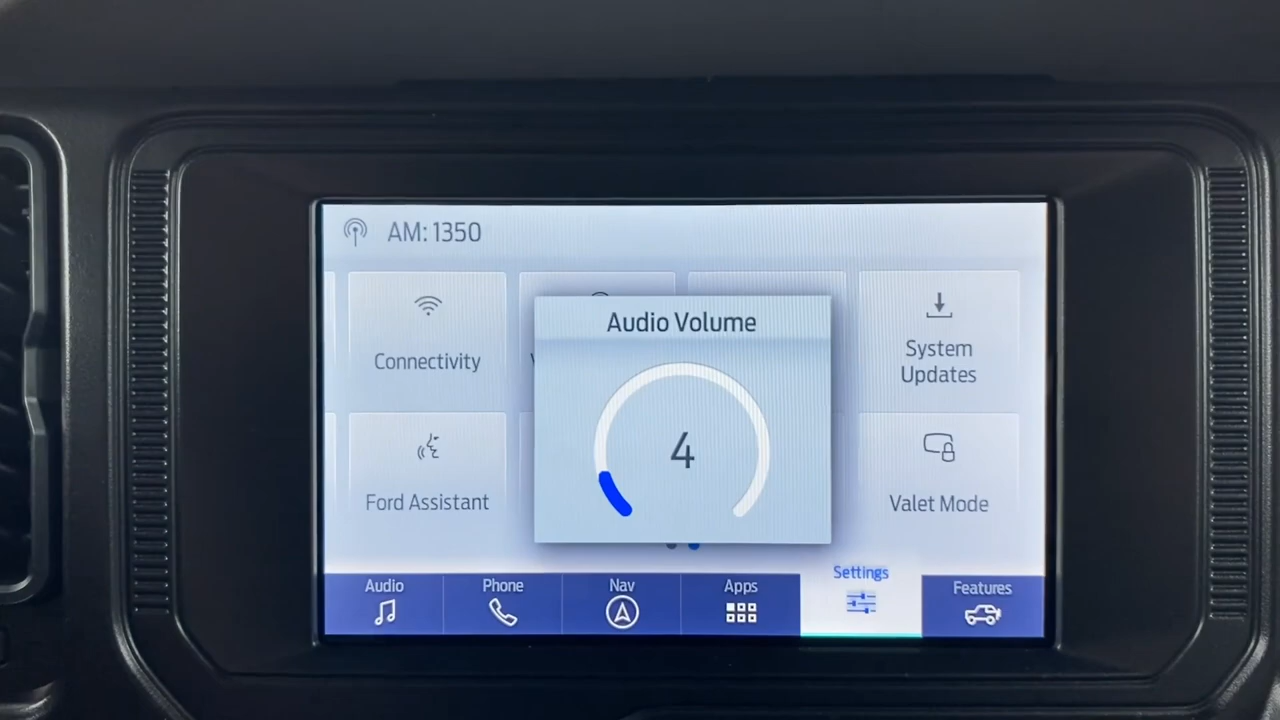 AM: 1350
Audio Volume
4
Connectivity
System
Updates
Ford Assistant
Valet Mode
Audio
Phone
Nav
Apps
Settings
Features